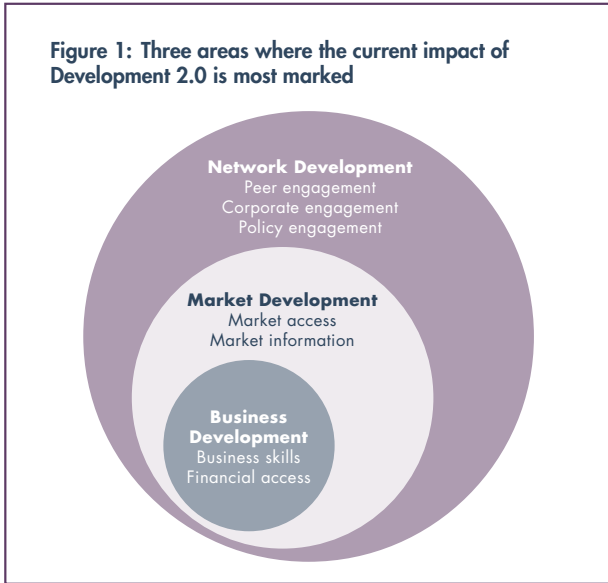 Figure 1: Three areas where the current impact of
Development 2.0 is most marked
Network Development
Peer engagement
Corporate engagement
Policy engagement
Market Development
Market access
Market information
Business
Development
Business skills
Financial access